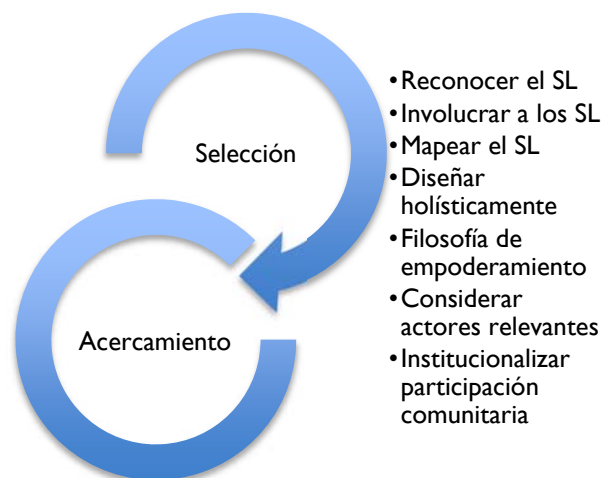 Selección
Acercamiento
•Reconocer el SL
•Involucrar a los SL
•Mapear el SL
•Diseñar
holísticamente
•Filosofía de
empoderamiento
•Considerar
actores relevantes
•Institucionalizar
participación
comunitaria